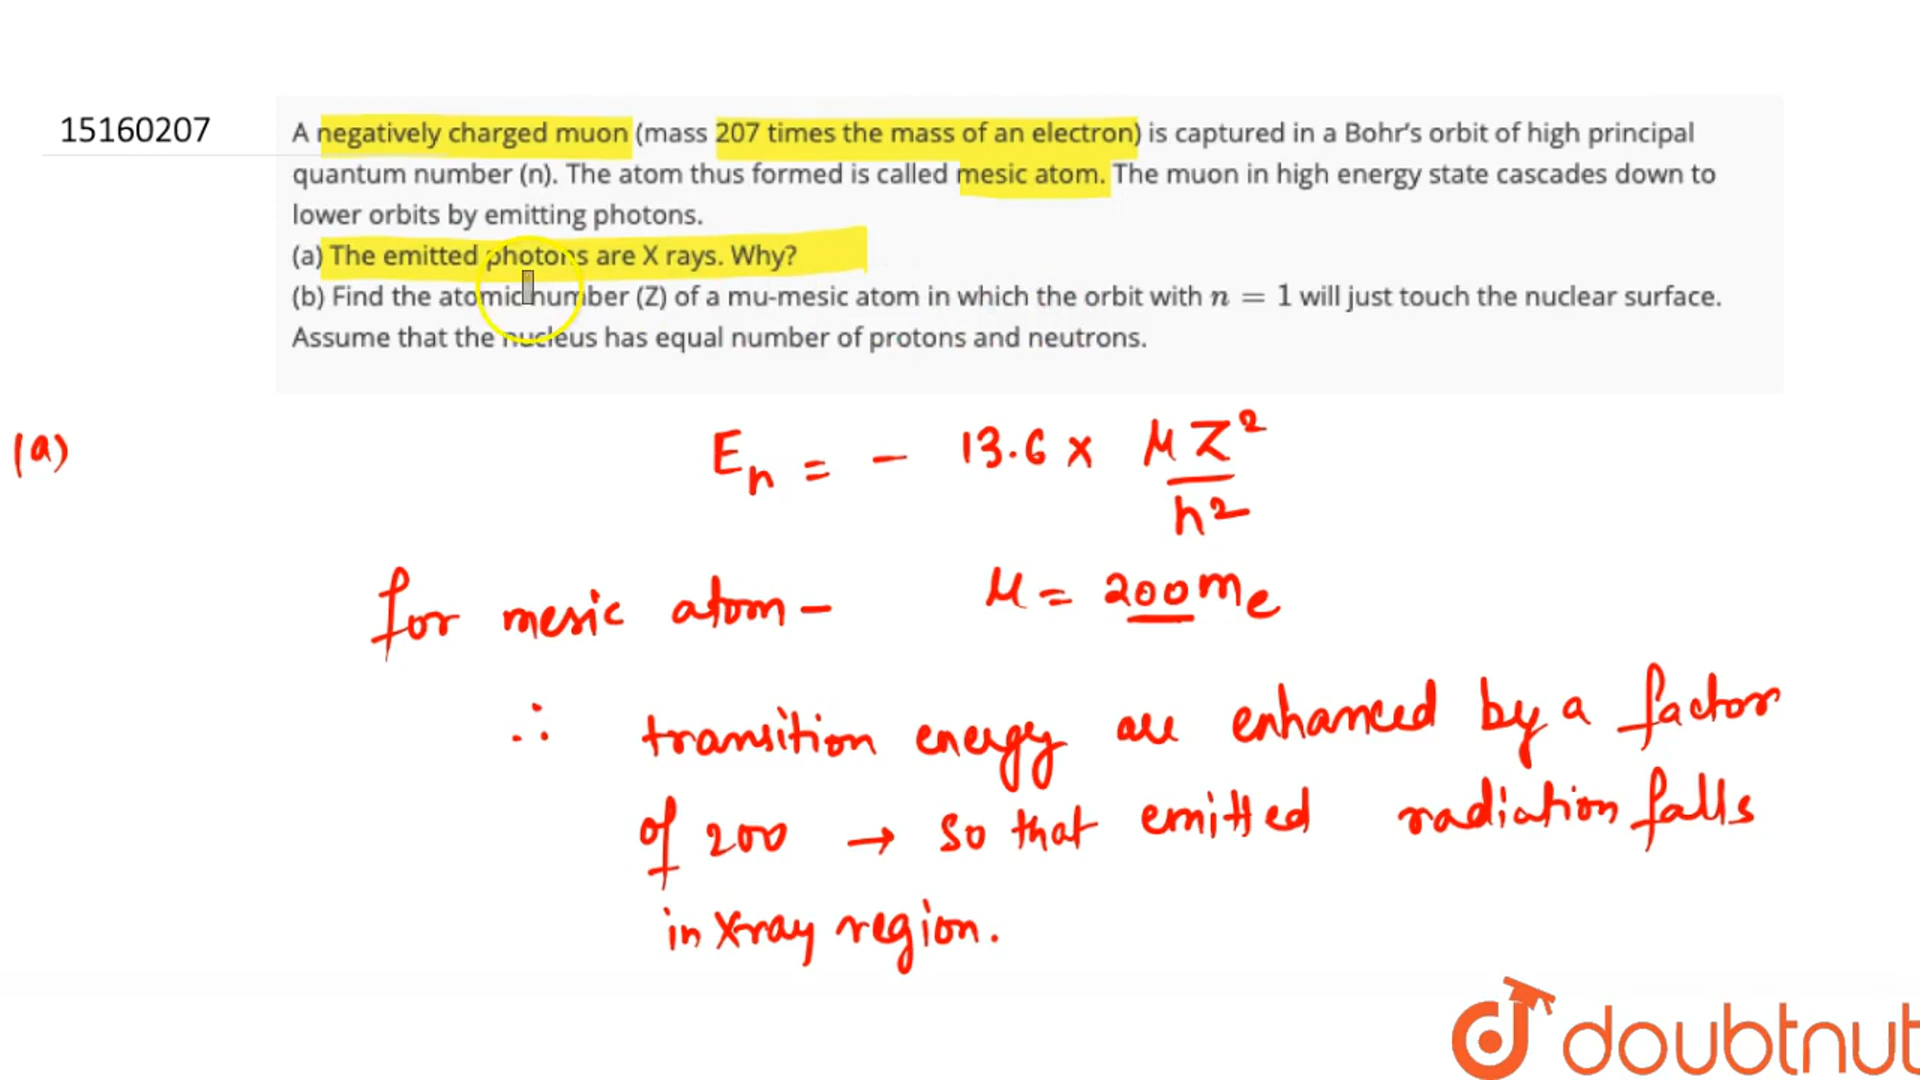 15160207
A negatively charged muon (mass 207 times the mass of an electron) is captured in a Bohr's orbit of high principal
quantum number (n). The atom thus formed is called mesic atom. The muon in high energy state cascades down to
lower orbits by emitting photons.
(a) The emitted photons are X rays. Why?
(b) Find the atomic number (Z) of a mu-mesic atom in which the orbit with n = 1 will just touch the nuclear surface.
Assume that the nucleus has equal number of protons and neutrons.
(a) Eₙ = - 13.6 x μZ²/n²
for mesic atom - μ = 200mₑ
∴ transition energy are enhanced by a factor
of 200 → so that emitted radiation falls
in X-ray region.
doubtnut